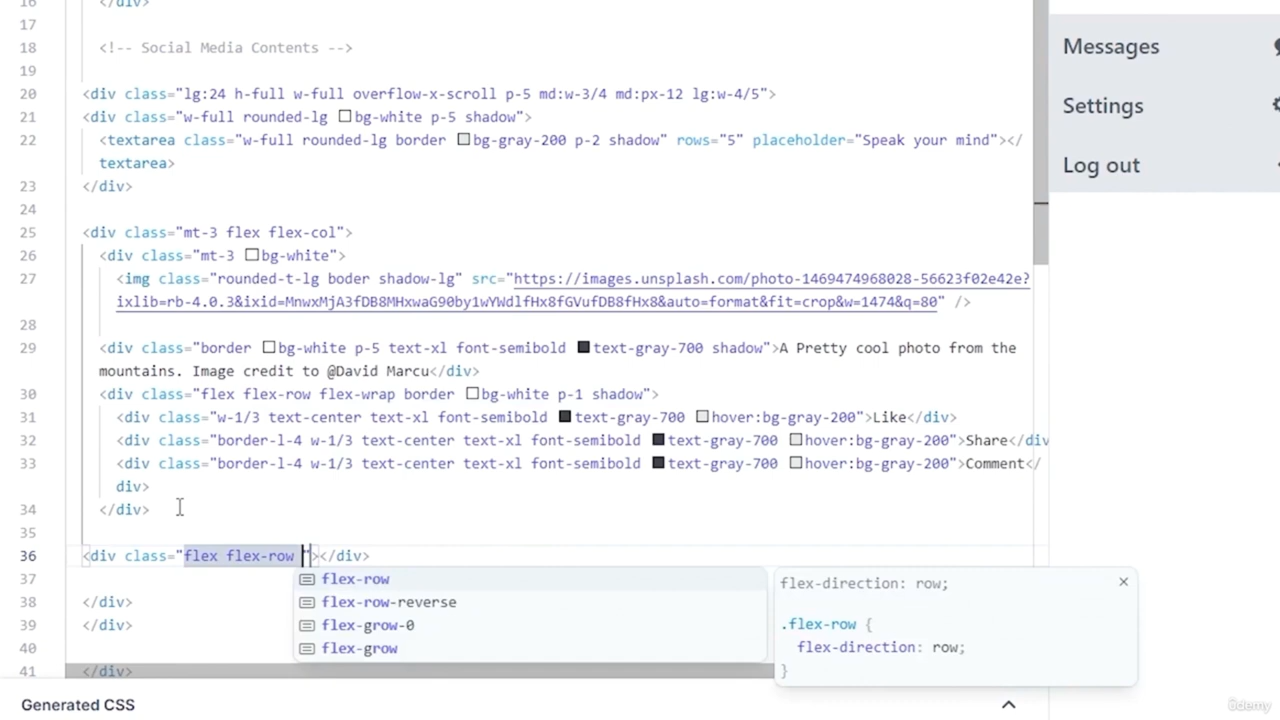 16 </div>
17
18 <!-- Social Media Contents -->
19
20 <div class="lg:24 h-full w-full overflow-x-scroll p-5 md:w-3/4 md:px-12 lg:w-4/5">
21 <div class="w-full rounded-lg bg-white p-5 shadow">
22 <textarea class="w-full rounded-lg border bg-gray-200 p-2 shadow" rows="5" placeholder="Speak your mind"></
textarea>
23 </div>
24
25 <div class="mt-3 flex flex-col">
26 <div class="mt-3 bg-white">
27 <img class="rounded-t-lg boder shadow-lg" src="https://images.unsplash.com/photo-1469474968028-56623f02e42e?
ixlib=rb-4.0.3&ixid=MnwxMjA3fDB8MHxwaG90by1wYWdlfHx8fGVufDB8fHx8&auto=format&fit=crop&w=1474&q=80" />
28
29 <div class="border bg-white p-5 text-xl font-semibold text-gray-700 shadow">A Pretty cool photo from the
mountains. Image credit to @David Marcu</div>
30 <div class="flex flex-row flex-wrap border bg-white p-1 shadow">
31 <div class="w-1/3 text-center text-xl font-semibold text-gray-700 hover:bg-gray-200">Like</div>
32 <div class="border-l-4 w-1/3 text-center text-xl font-semibold text-gray-700 hover:bg-gray-200">Share</div
33 <div class="border-l-4 w-1/3 text-center text-xl font-semibold text-gray-700 hover:bg-gray-200">Comment</
div>
34 </div>
35
36 <div class="flex flex-row "></div>
37
38 </div>
39 </div>
40
41 </div>
flex-row
flex-row-reverse
flex-grow-0
flex-grow
flex-direction: row;
.flex-row {
flex-direction: row;
}
Generated CSS
Messages
Settings
Log out
ûdemy